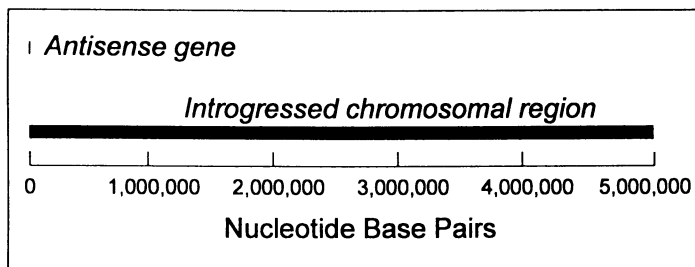 Antisense gene
Introgressed chromosomal region
0 1,000,000 2,000,000 3,000,000 4,000,000 5,000,000
Nucleotide Base Pairs